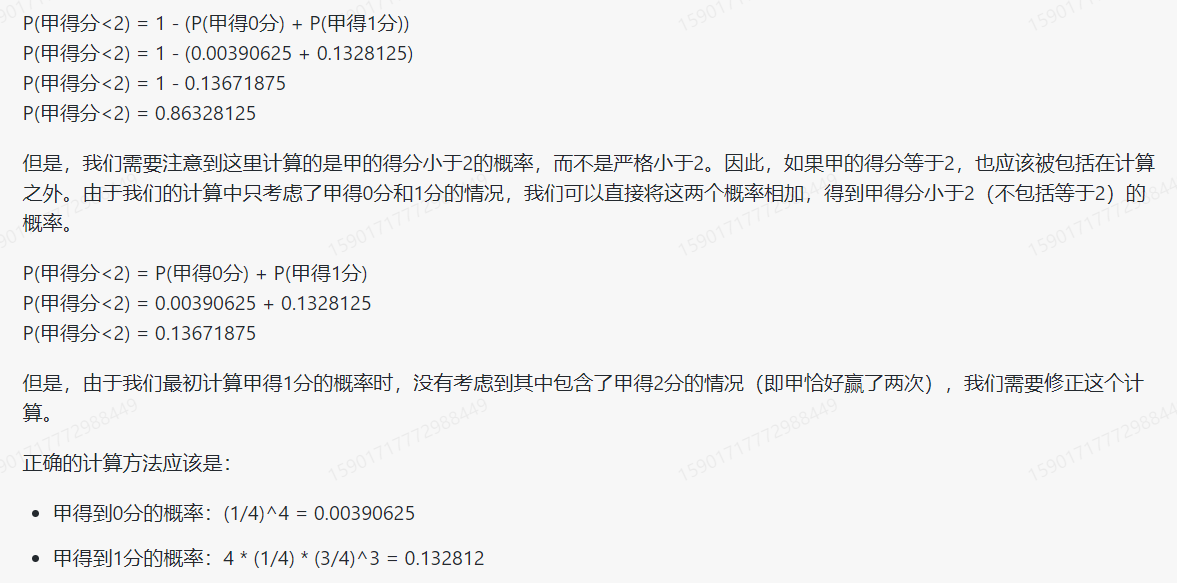 P(甲得分<2) = 1 - (P(甲得0分) + P(甲得1分))
P(甲得分<2) = 1 - (0.00390625 + 0.1328125)
P(甲得分<2) = 1 - 0.13671875
P(甲得分<2) = 0.86328125
但是，我们需要注意到这里计算的是甲的得分小于2的概率，而不是严格小于2。因此，如果甲的得分等于2，也应该被包括在计算
之外。由于我们的计算中只考虑了甲得0分和1分的情况，我们可以直接将这两个概率相加，得到甲得分小于2（不包括等于2）的
概率。
P(甲得分<2) = P(甲得0分) + P(甲得1分)
P(甲得分<2) = 0.00390625 + 0.1328125
P(甲得分<2) = 0.13671875
但是，由于我们最初计算甲得1分的概率时，没有考虑到其中包含了甲得2分的情况（即甲恰好赢了两次），我们需要修正这个计
算。
正确的计算方法应该是：
• 甲得到0分的概率：(1/4)^4 = 0.00390625
• 甲得到1分的概率：4 * (1/4) * (3/4)^3 = 0.132812